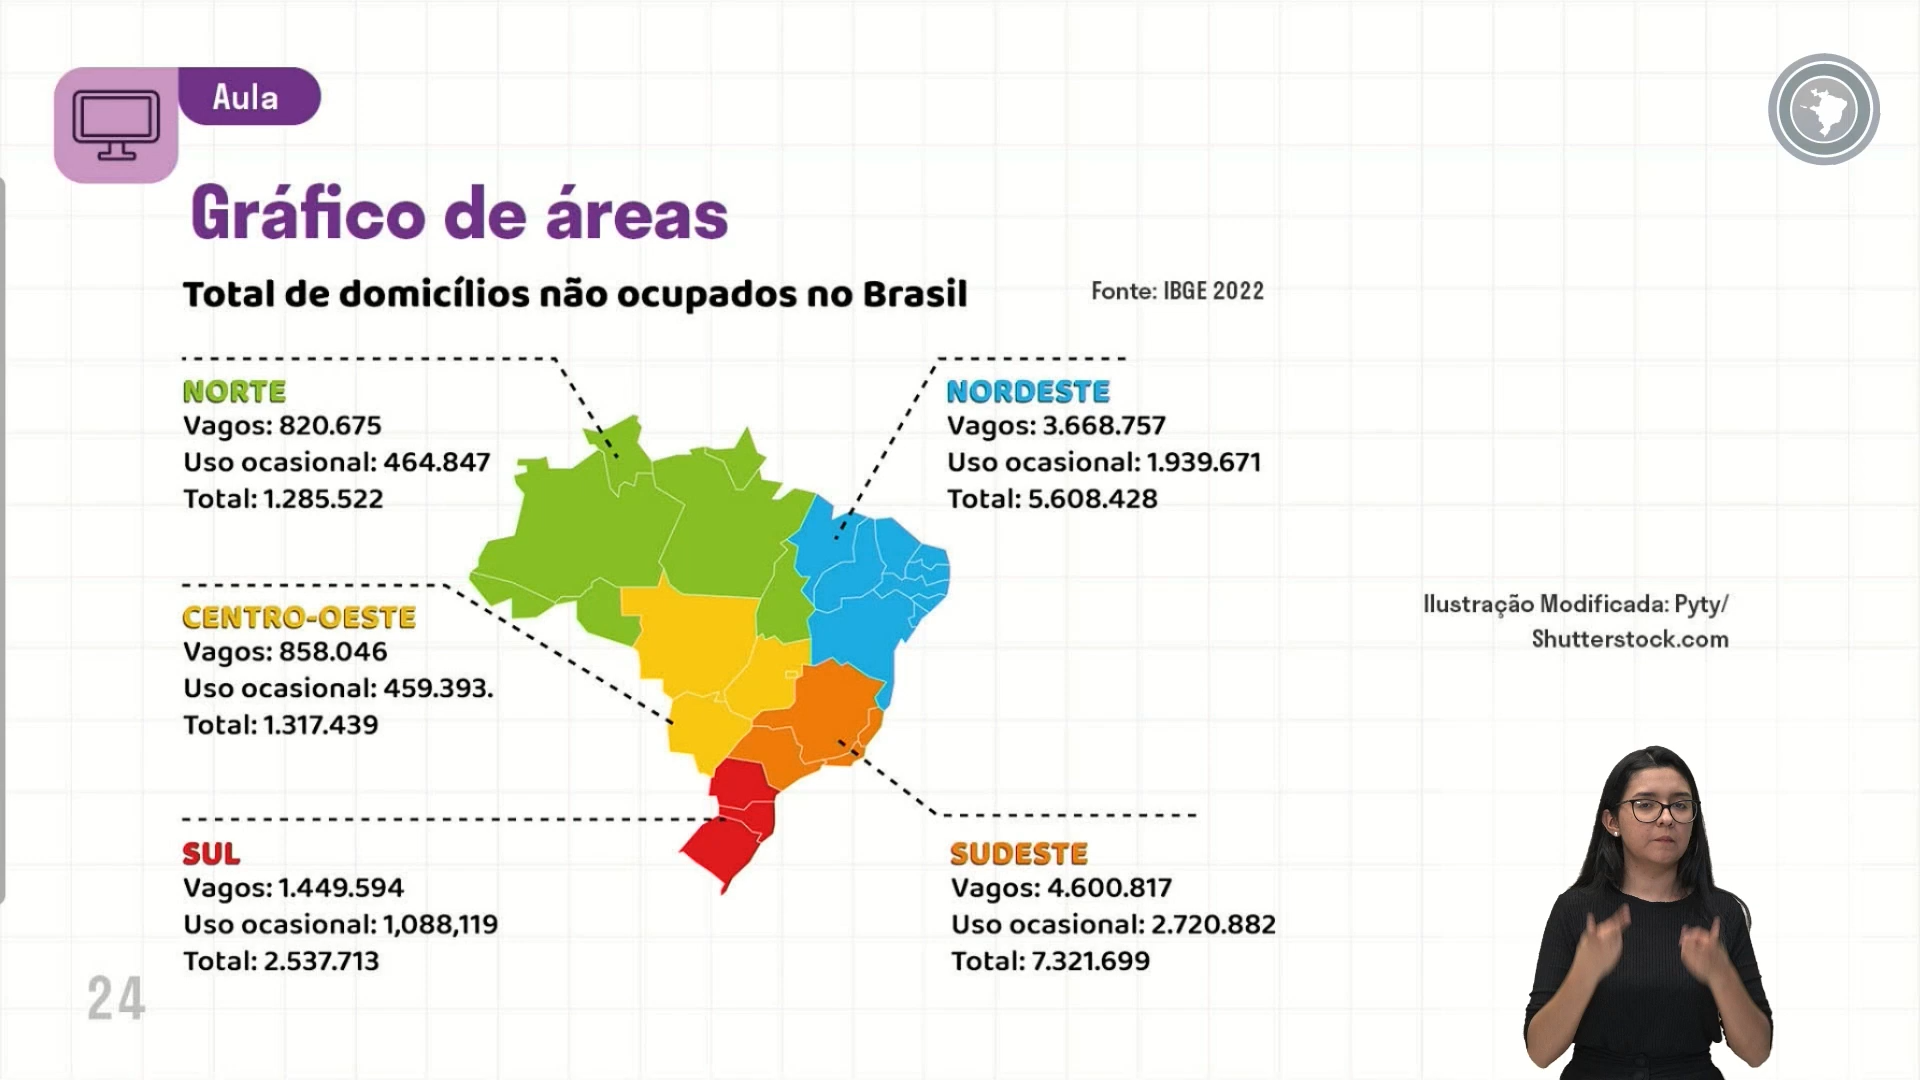 Aula
Gráfico de áreas
Total de domicílios não ocupados no Brasil
Fonte: IBGE 2022
NORTE
Vagos: 820.675
Uso ocasional: 464.847
Total: 1.285.522
NORDESTE
Vagos: 3.668.757
Uso ocasional: 1.939.671
Total: 5.608.428
CENTRO-OESTE
Vagos: 858.046
Uso ocasional: 459.393.
Total: 1.317.439
Ilustração Modificada: Pyty/
Shutterstock.com
SUL
Vagos: 1.449.594
Uso ocasional: 1,088,119
Total: 2.537.713
SUDESTE
Vagos: 4.600.817
Uso ocasional: 2.720.882
Total: 7.321.699
24